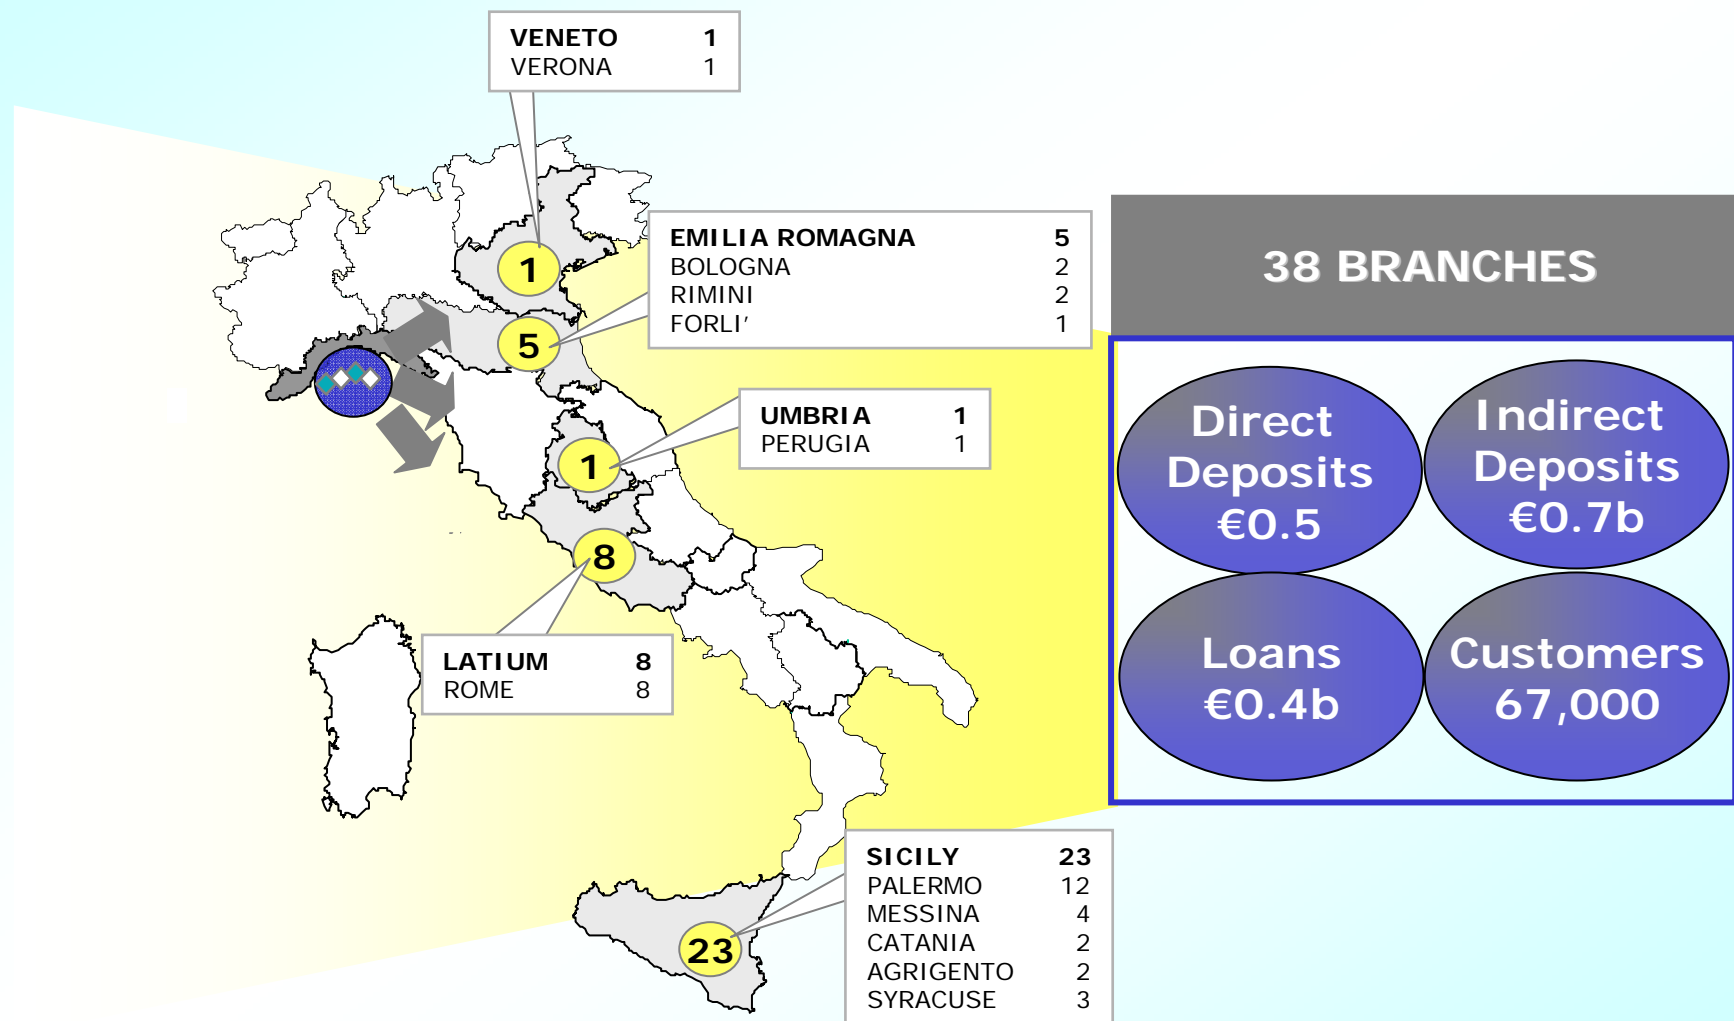 VENETO 1
VERONA 1
EMILIA ROMAGNA 5
BOLOGNA 2
RIMINI 2
FORLI' 1
1
5
UMBRIA 1
PERUGIA 1
1
8
LATIUM 8
ROME 8
SICILY 23
PALERMO 12
MESSINA 4
CATANIA 2
AGRIGENTO 2
SYRACUSE 3
23
38 BRANCHES
Direct
Deposits
€0.5
Indirect
Deposits
€0.7b
Loans
€0.4b
Customers
67,000